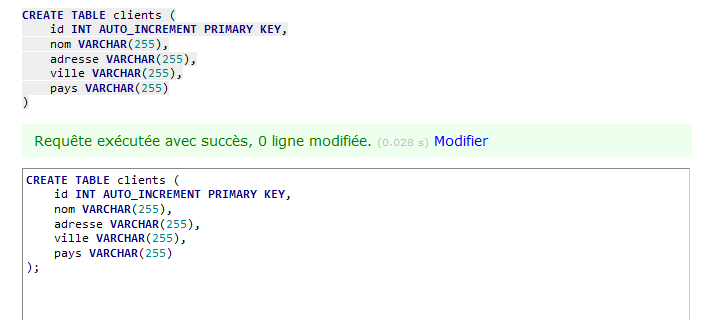 CREATE TABLE clients (
    id INT AUTO_INCREMENT PRIMARY KEY,
    nom VARCHAR(255),
    adresse VARCHAR(255),
    ville VARCHAR(255),
    pays VARCHAR(255)
)
Requête exécutée avec succès, 0 ligne modifiée. (0.028 s) Modifier
CREATE TABLE clients (
    id INT AUTO_INCREMENT PRIMARY KEY,
    nom VARCHAR(255),
    adresse VARCHAR(255),
    ville VARCHAR(255),
    pays VARCHAR(255)
);